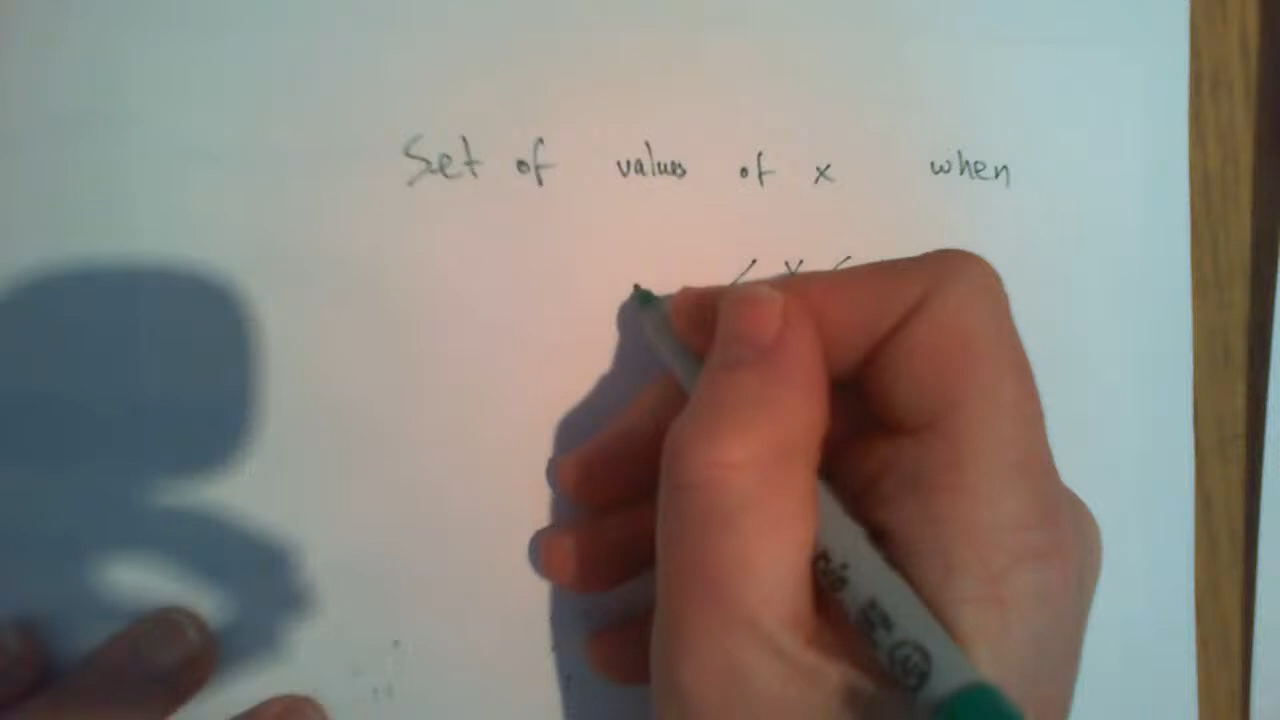 Set of values of x when
< x <